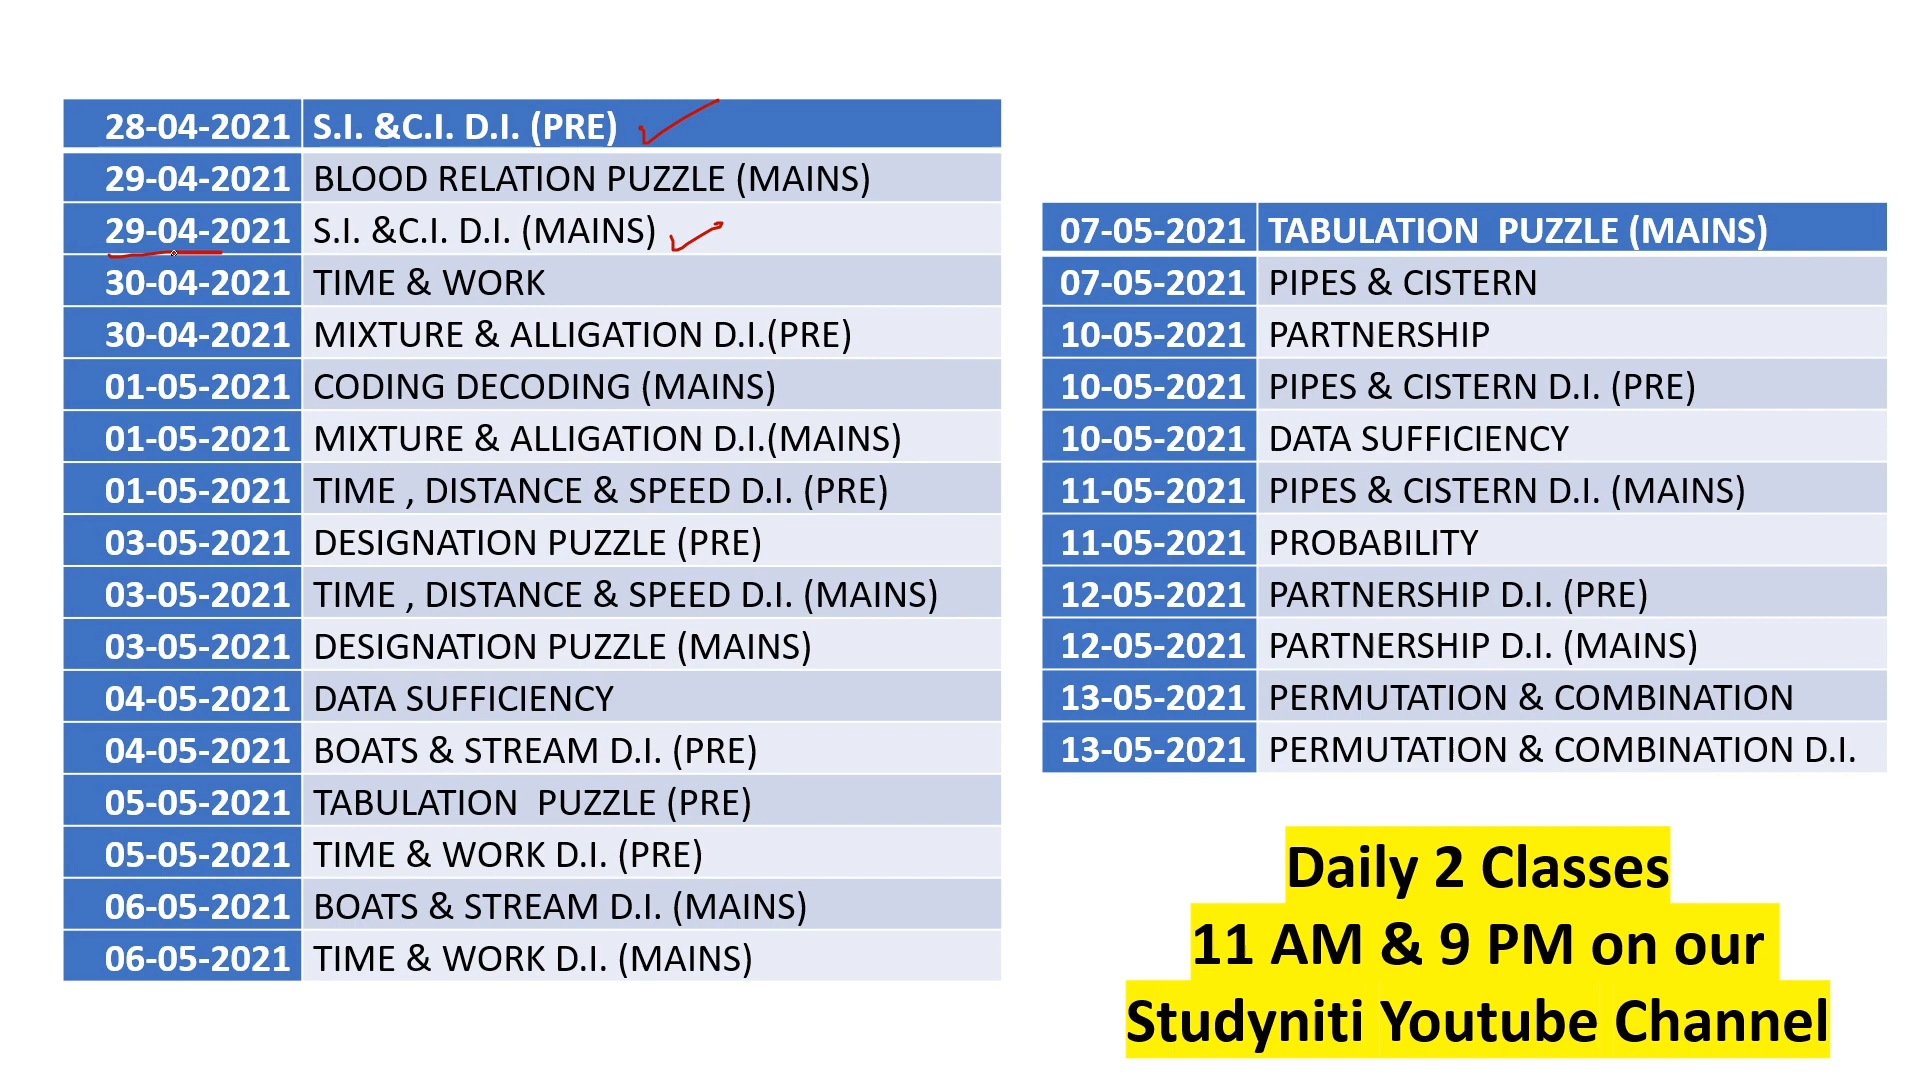 28-04-2021 S.I. &C.I. D.I. (PRE)
29-04-2021 BLOOD RELATION PUZZLE (MAINS)
29-04-2021 S.I. &C.I. D.I. (MAINS)
30-04-2021 TIME & WORK
30-04-2021 MIXTURE & ALLIGATION D.I.(PRE)
01-05-2021 CODING DECODING (MAINS)
01-05-2021 MIXTURE & ALLIGATION D.I.(MAINS)
01-05-2021 TIME , DISTANCE & SPEED D.I. (PRE)
03-05-2021 DESIGNATION PUZZLE (PRE)
03-05-2021 TIME , DISTANCE & SPEED D.I. (MAINS)
03-05-2021 DESIGNATION PUZZLE (MAINS)
04-05-2021 DATA SUFFICIENCY
04-05-2021 BOATS & STREAM D.I. (PRE)
05-05-2021 TABULATION  PUZZLE (PRE)
05-05-2021 TIME & WORK D.I. (PRE)
06-05-2021 BOATS & STREAM D.I. (MAINS)
06-05-2021 TIME & WORK D.I. (MAINS)
07-05-2021 TABULATION  PUZZLE (MAINS)
07-05-2021 PIPES & CISTERN
10-05-2021 PARTNERSHIP
10-05-2021 PIPES & CISTERN D.I. (PRE)
10-05-2021 DATA SUFFICIENCY
11-05-2021 PIPES & CISTERN D.I. (MAINS)
11-05-2021 PROBABILITY
12-05-2021 PARTNERSHIP D.I. (PRE)
12-05-2021 PARTNERSHIP D.I. (MAINS)
13-05-2021 PERMUTATION & COMBINATION
13-05-2021 PERMUTATION & COMBINATION D.I.
Daily 2 Classes
11 AM & 9 PM on our
Studyniti Youtube Channel